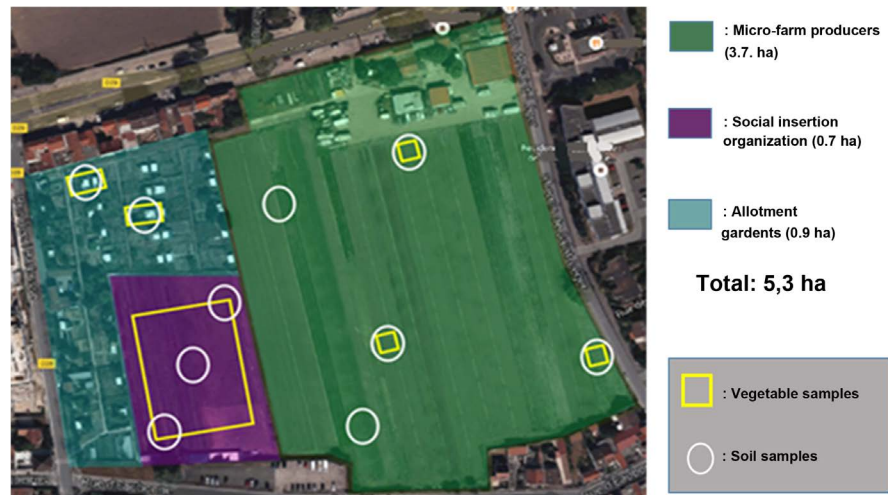 : Micro-farm producers
(3.7. ha)
: Social insertion
organization (0.7 ha)
: Allotment
gardents (0.9 ha)
Total: 5,3 ha
: Vegetable samples
: Soil samples